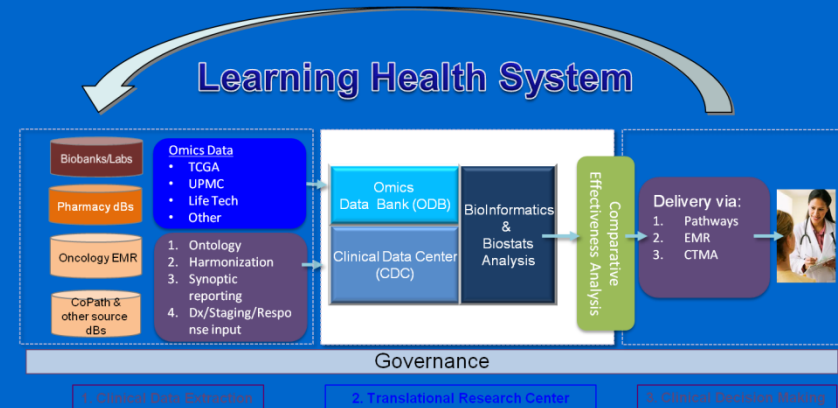 Learning Health System
Biobanks/Labs
Pharmacy dBs
Oncology EMR
CoPath &
other source
dBs
Omics Data
• TCGA
• UPMC
• Life Tech
• Other
1. Ontology
2. Harmonization
3. Synoptic
reporting
4. Dx/Staging/Respo
nse input
Omics
Data Bank (ODB)
Clinical Data Center
(CDC)
BioInformatics
&
Biostats
Analysis
Comparative
Effectiveness Analysis
Delivery via:
1. Pathways
2. EMR
3. CTMA
Governance
1. Clinical Data Extraction
2. Translational Research Center
3. Clinical Decision Making